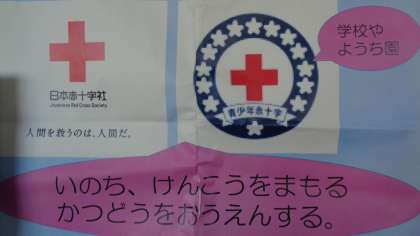 学校や
ようち園
日本赤十字社
Japanese Red Cross Society
青少年赤十字
人間を救うのは、人間だ。
いのち、けんこうをまもる
かつどうをおうえんする。